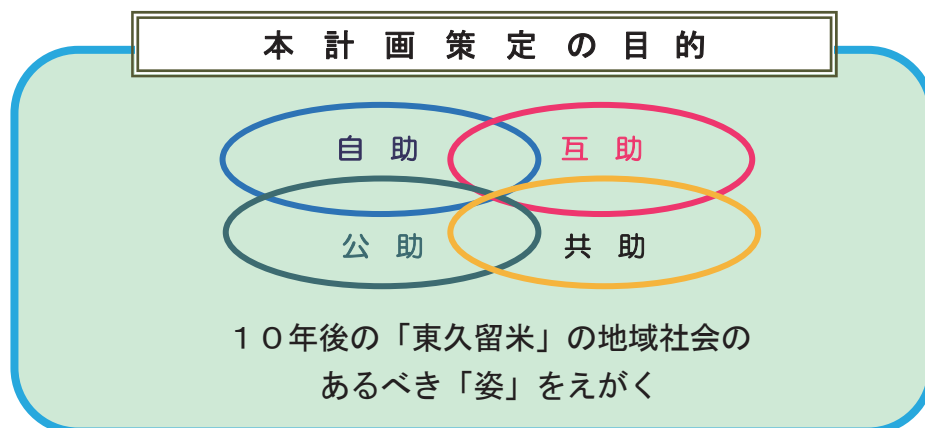 本計画策定の目的
自助 互助
公助 共助
１０年後の「東久留米」の地域社会の
あるべき「姿」をえがく